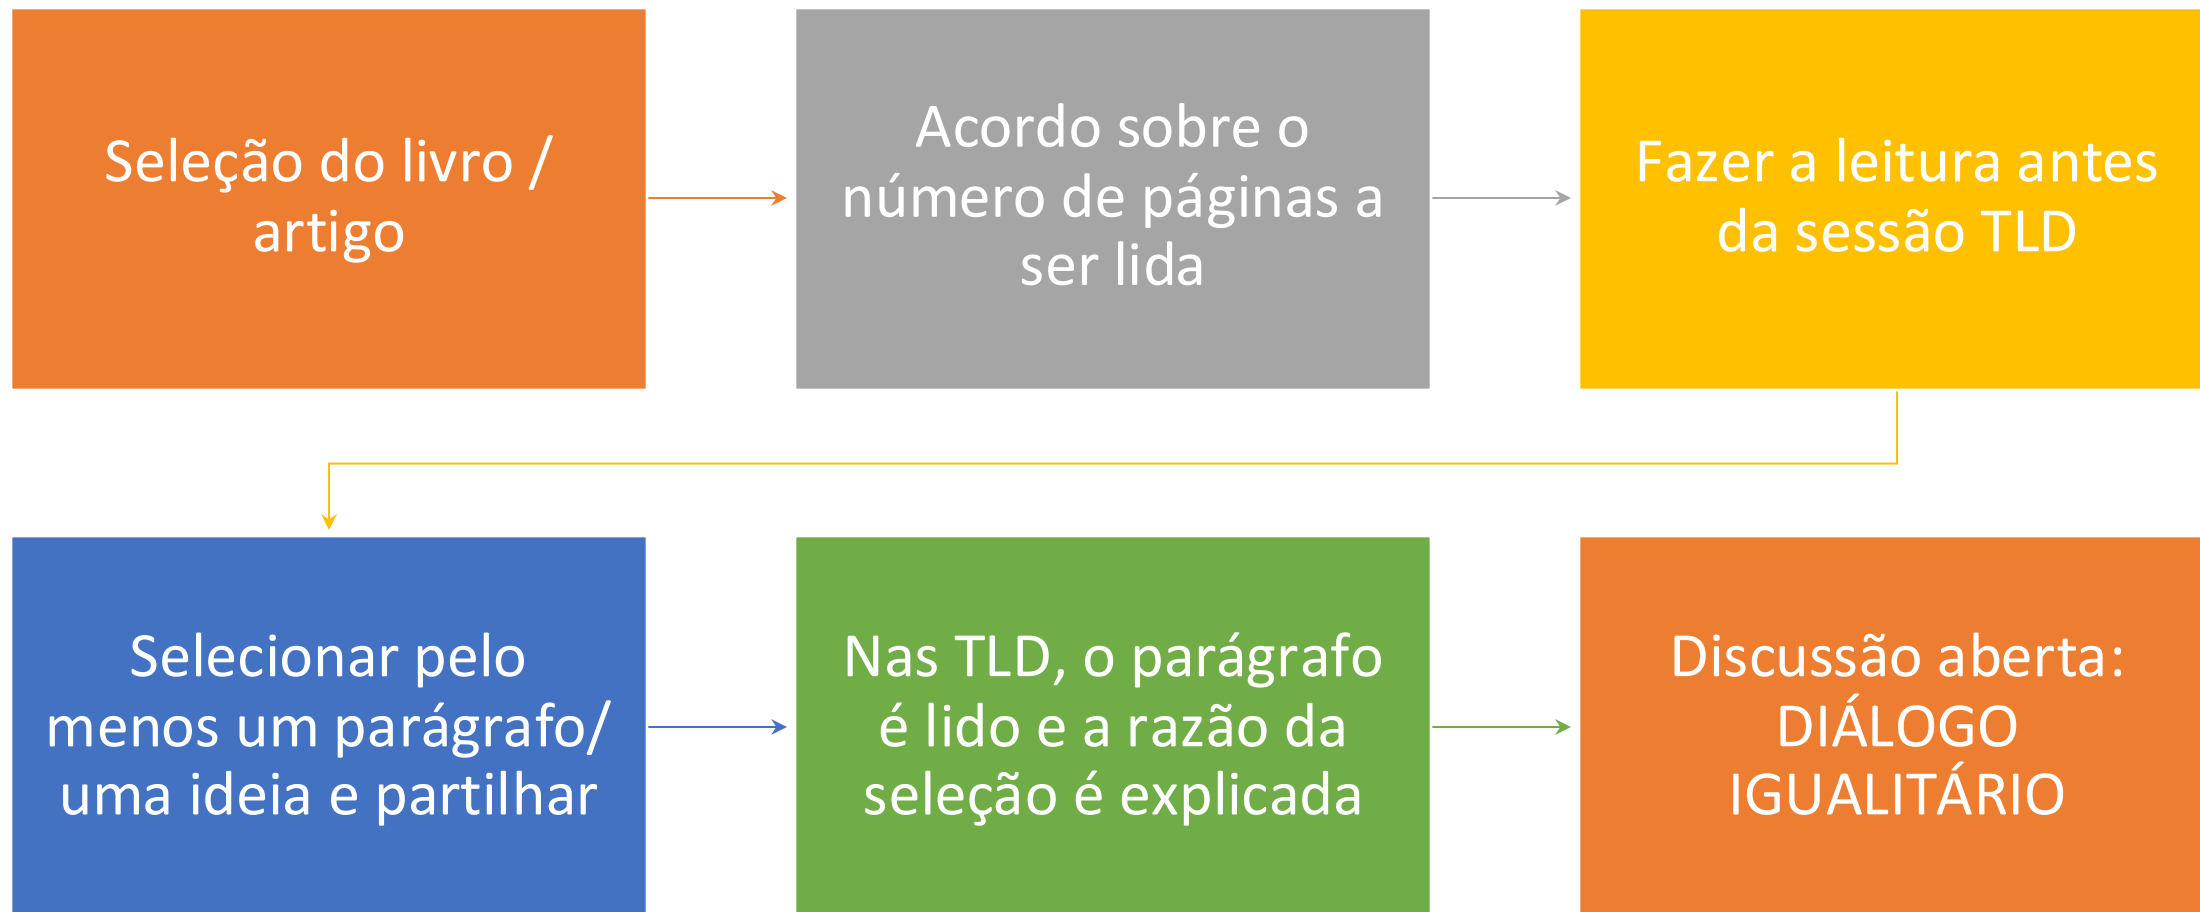 Seleção do livro /
artigo
Acordo sobre o
número de páginas a
ser lida
Fazer a leitura antes
da sessão TLD
Selecionar pelo
menos um parágrafo/
uma ideia e partilhar
Nas TLD, o parágrafo
é lido e a razão da
seleção é explicada
Discussão aberta:
DIÁLOGO
IGUALITÁRIO